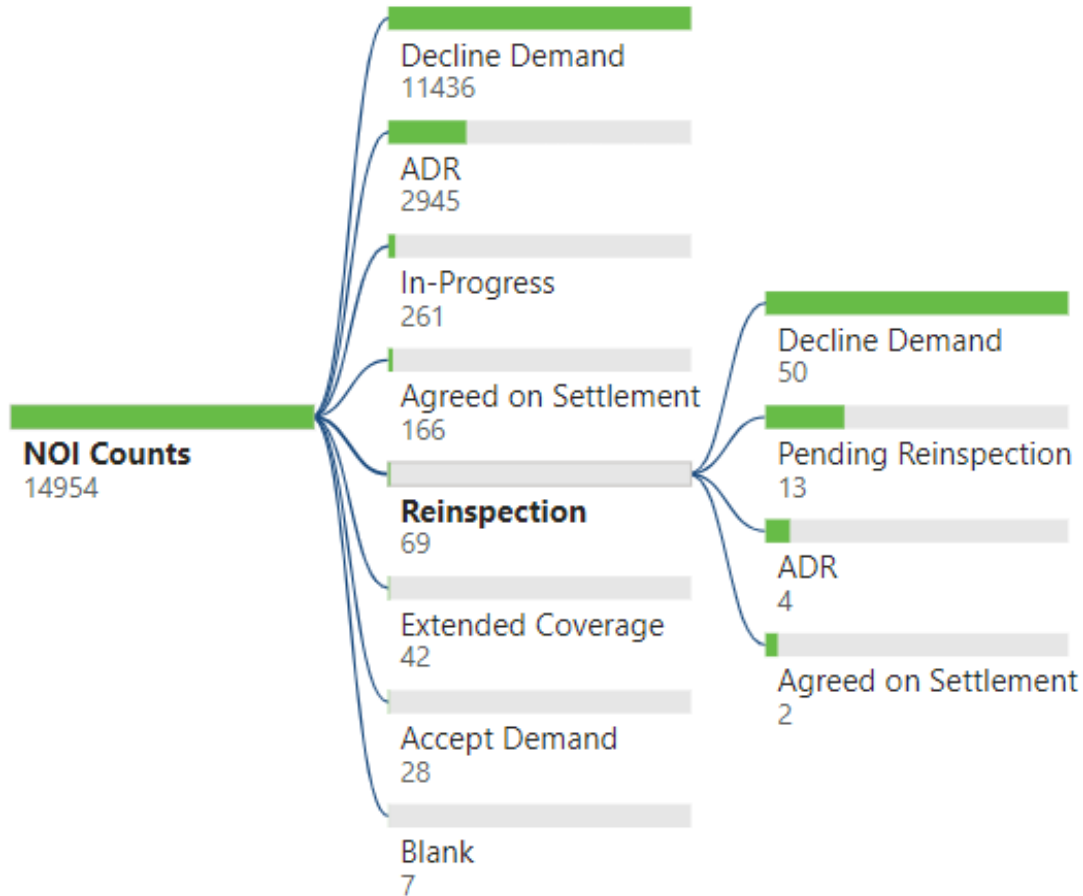 NOI Counts
14954
Decline Demand
11436
ADR
2945
In-Progress
261
Agreed on Settlement
166
Reinspection
69
Extended Coverage
42
Accept Demand
28
Blank
7
Decline Demand
50
Pending Reinspection
13
ADR
4
Agreed on Settlement
2